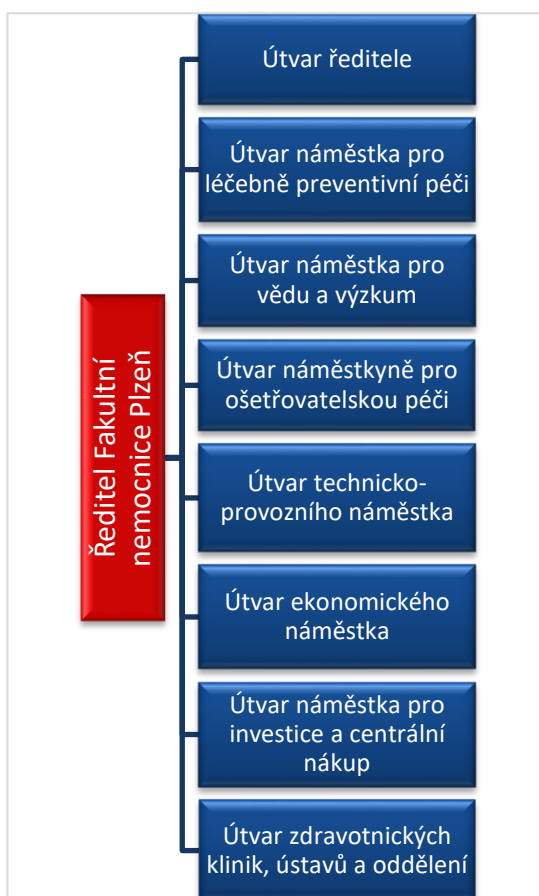 Ředitel Fakultní
nemocnice Plzeň
Útvar ředitele
Útvar náměstka pro
léčebně preventivní péči
Útvar náměstka pro
vědu a výzkum
Útvar náměstkyně pro
ošetřovatelskou péči
Útvar technicko-
provozního náměstka
Útvar ekonomického
náměstka
Útvar náměstka pro
investice a centrální
nákup
Útvar zdravotnických
klinik, ústavů a oddělení